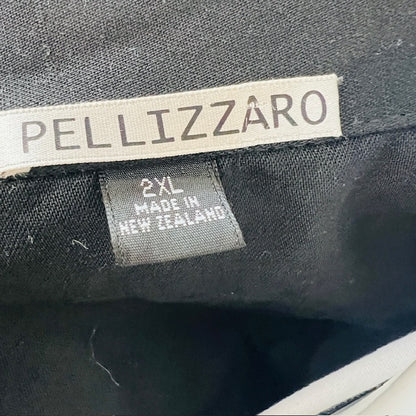 PELLIZZARO
2XL
MADE IN
NEW ZEALAND